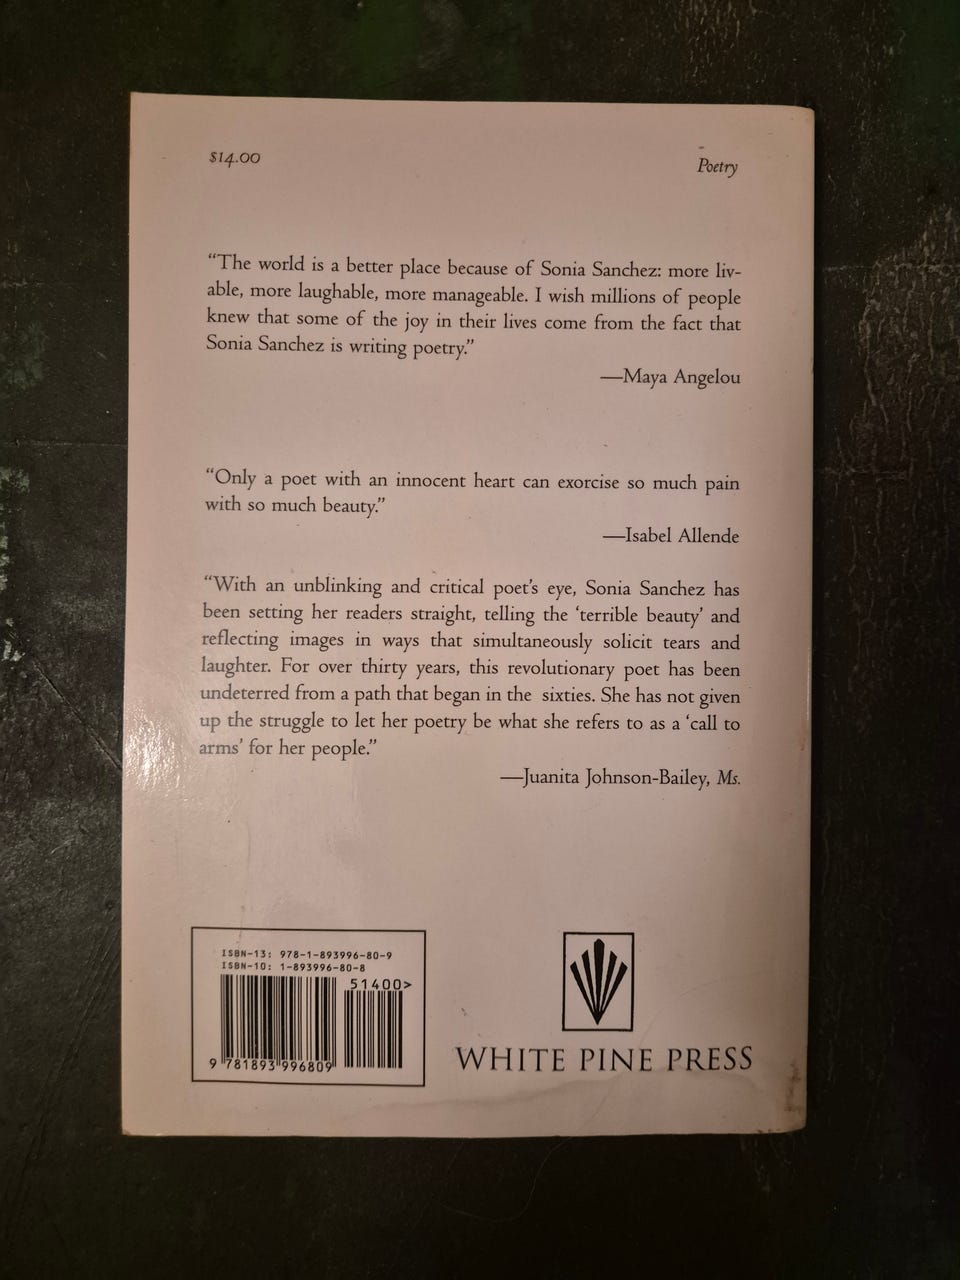 $14.00
Poetry
“The world is a better place because of Sonia Sanchez: more liv-
able, more laughable, more manageable. I wish millions of people
knew that some of the joy in their lives come from the fact that
Sonia Sanchez is writing poetry.”
—Maya Angelou
“Only a poet with an innocent heart can exorcise so much pain
with so much beauty.”
—Isabel Allende
“With an unblinking and critical poet’s eye, Sonia Sanchez has
been setting her readers straight, telling the ‘terrible beauty’ and
reflecting images in ways that simultaneously solicit tears and
laughter. For over thirty years, this revolutionary poet has been
undeterred from a path that began in the sixties. She has not given
up the struggle to let her poetry be what she refers to as a ‘call to
arms’ for her people.”
—Juanita Johnson-Bailey, Ms.
ISBN-13: 978-1-893996-80-9
ISBN-10: 1-893996-80-8
51400>
9 781893 996809
WHITE PINE PRESS